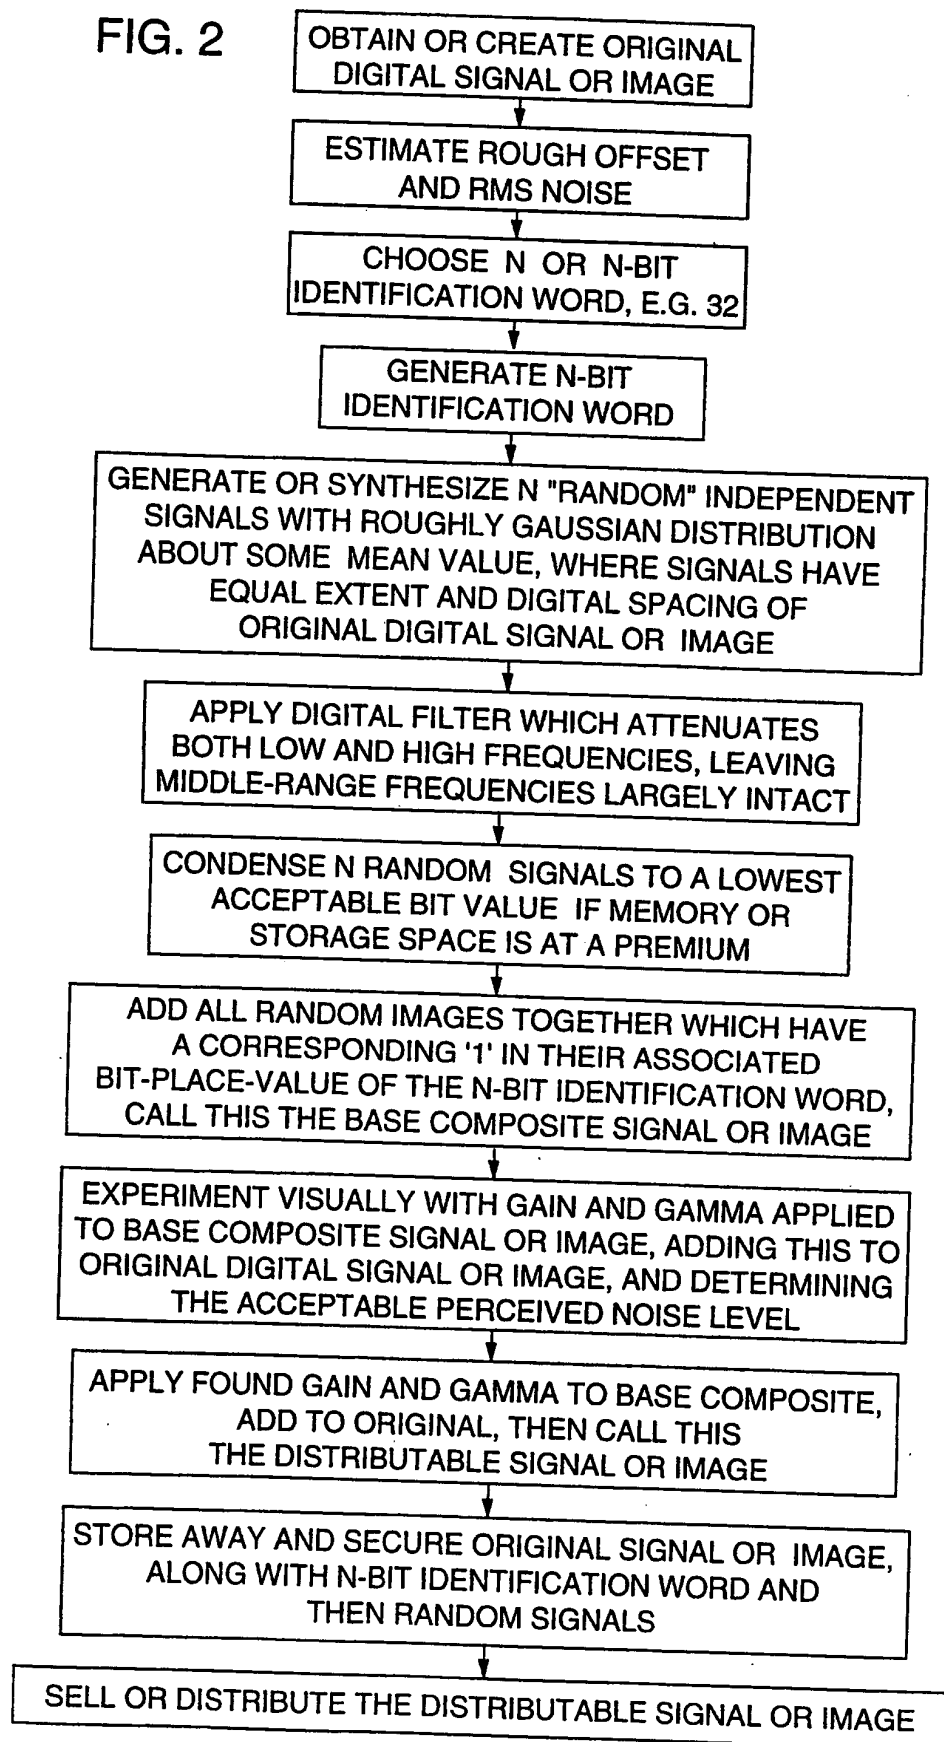 FIG. 2
OBTAIN OR CREATE ORIGINAL
DIGITAL SIGNAL OR IMAGE
ESTIMATE ROUGH OFFSET
AND RMS NOISE
CHOOSE N OR N-BIT
IDENTIFICATION WORD, E.G. 32
GENERATE N-BIT
IDENTIFICATION WORD
GENERATE OR SYNTHESIZE N "RANDOM" INDEPENDENT
SIGNALS WITH ROUGHLY GAUSSIAN DISTRIBUTION
ABOUT SOME MEAN VALUE, WHERE SIGNALS HAVE
EQUAL EXTENT AND DIGITAL SPACING OF
ORIGINAL DIGITAL SIGNAL OR IMAGE
APPLY DIGITAL FILTER WHICH ATTENUATES
BOTH LOW AND HIGH FREQUENCIES, LEAVING
MIDDLE-RANGE FREQUENCIES LARGELY INTACT
CONDENSE N RANDOM SIGNALS TO A LOWEST
ACCEPTABLE BIT VALUE IF MEMORY OR
STORAGE SPACE IS AT A PREMIUM
ADD ALL RANDOM IMAGES TOGETHER WHICH HAVE
A CORRESPONDING '1' IN THEIR ASSOCIATED
BIT-PLACE-VALUE OF THE N-BIT IDENTIFICATION WORD,
CALL THIS THE BASE COMPOSITE SIGNAL OR IMAGE
EXPERIMENT VISUALLY WITH GAIN AND GAMMA APPLIED
TO BASE COMPOSITE SIGNAL OR IMAGE, ADDING THIS TO
ORIGINAL DIGITAL SIGNAL OR IMAGE, AND DETERMINING
THE ACCEPTABLE PERCEIVED NOISE LEVEL
APPLY FOUND GAIN AND GAMMA TO BASE COMPOSITE,
ADD TO ORIGINAL, THEN CALL THIS
THE DISTRIBUTABLE SIGNAL OR IMAGE
STORE AWAY AND SECURE ORIGINAL SIGNAL OR IMAGE,
ALONG WITH N-BIT IDENTIFICATION WORD AND
THEN RANDOM SIGNALS
SELL OR DISTRIBUTE THE DISTRIBUTABLE SIGNAL OR IMAGE